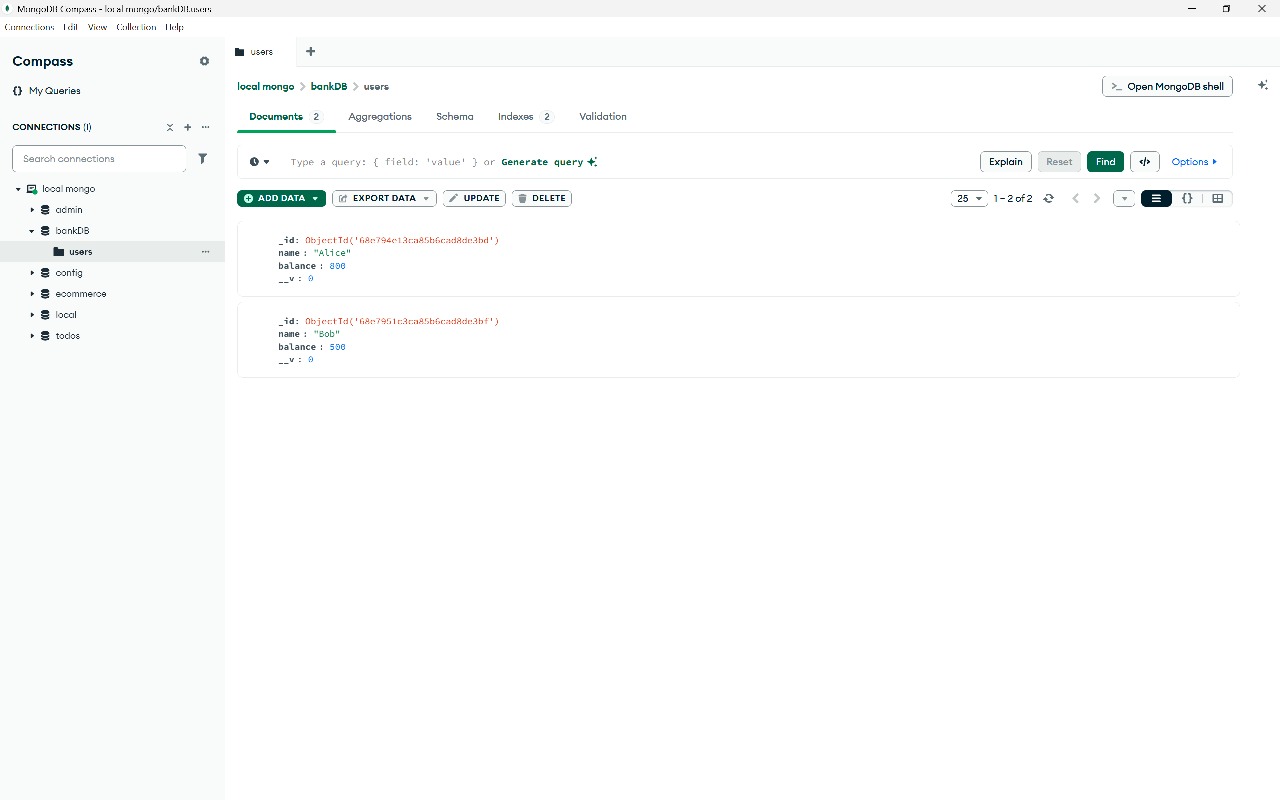 MongoDB Compass - local mongo/bankDB.users
Connections Edit View Collection Help
Compass
My Queries
CONNECTIONS (1)
Search connections
local mongo
admin
bankDB
users
config
ecommerce
local
todos
users
local mongo > bankDB > users
>_ Open MongoDB shell
Documents 2 Aggregations Schema Indexes 2 Validation
Type a query: { field: 'value' } or Generate query
Explain Reset Find </> Options
ADD DATA EXPORT DATA UPDATE DELETE
25 1 – 2 of 2 {}
_id: ObjectId('68e794e13ca85b6cad8de3bd')
name : "Alice"
balance : 800
__v : 0
_id: ObjectId('68e7951c3ca85b6cad8de3bf')
name : "Bob"
balance : 500
__v : 0